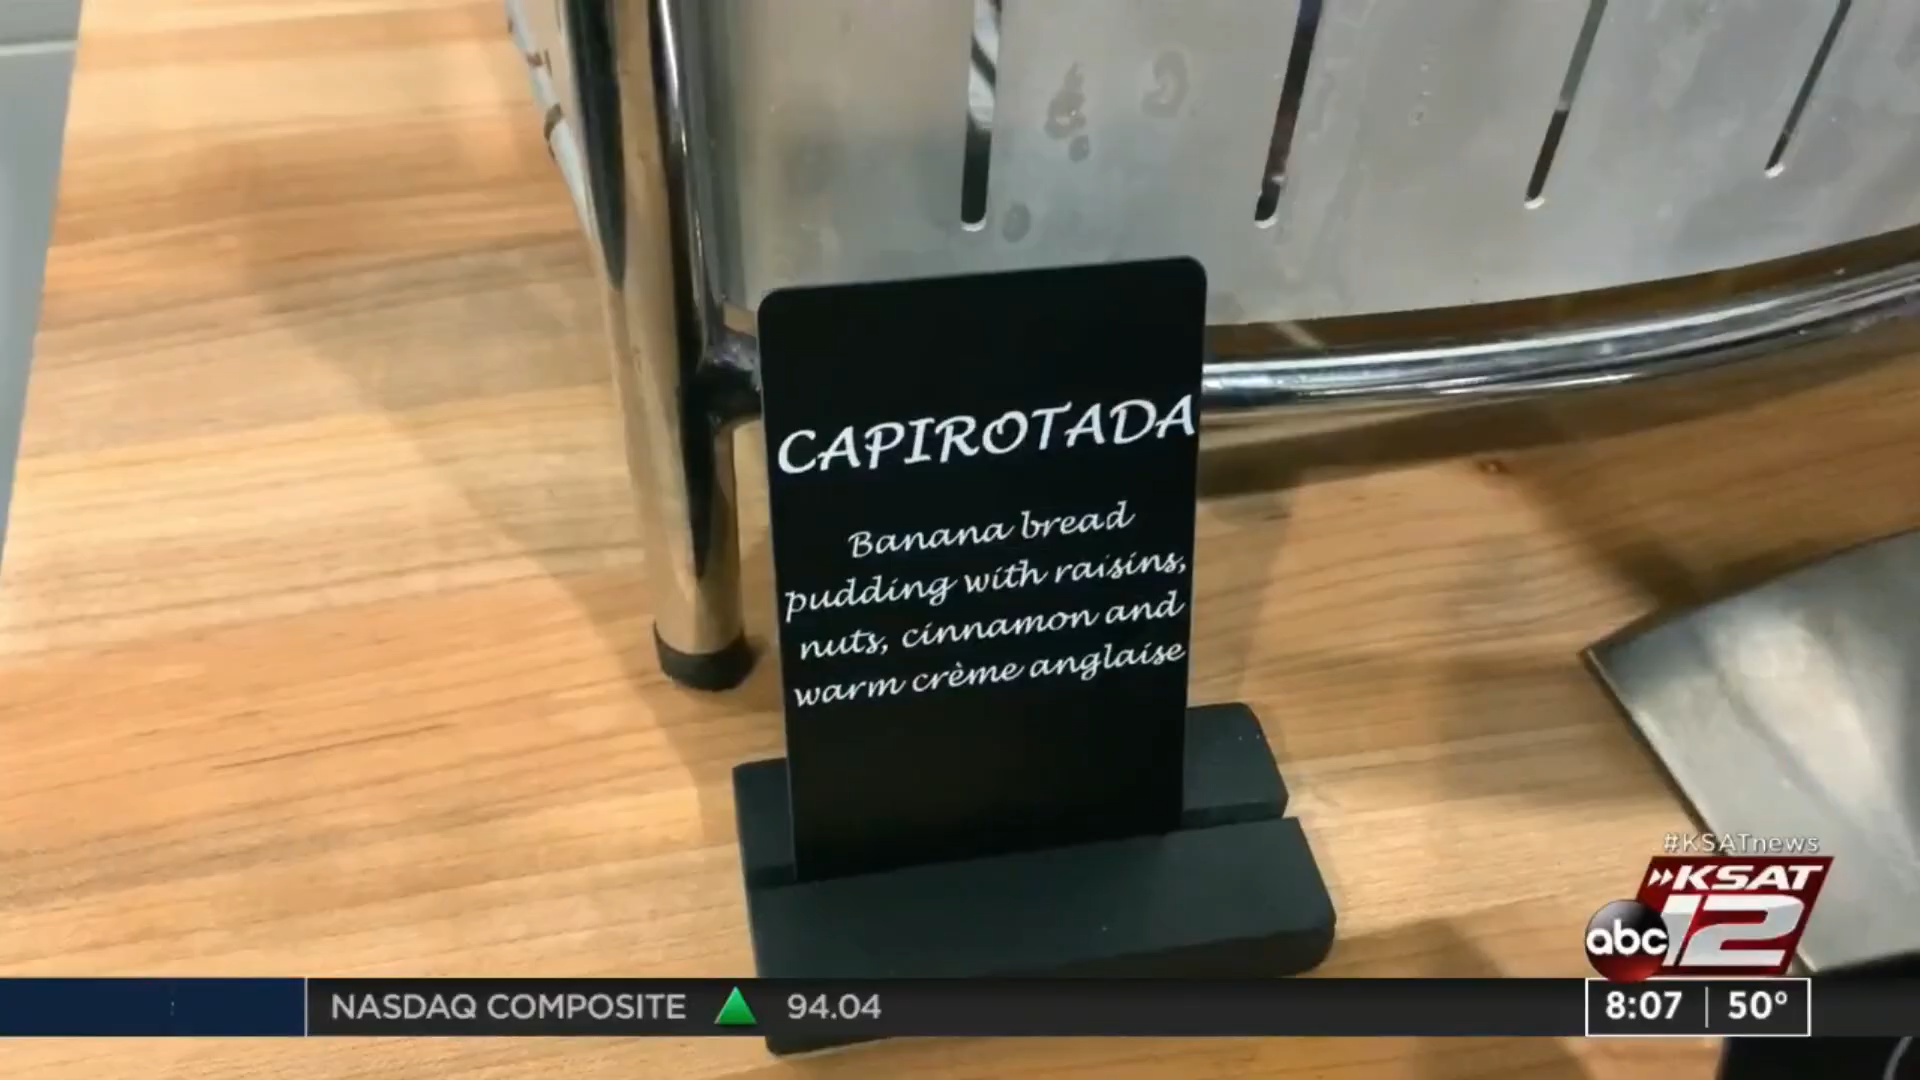 CAPIROTADA
Banana bread
pudding with raisins,
nuts, cinnamon and
warm crème anglaise
#KSATnews
KSAT
abc 12
NASDAQ COMPOSITE 94.04
8:07 50°